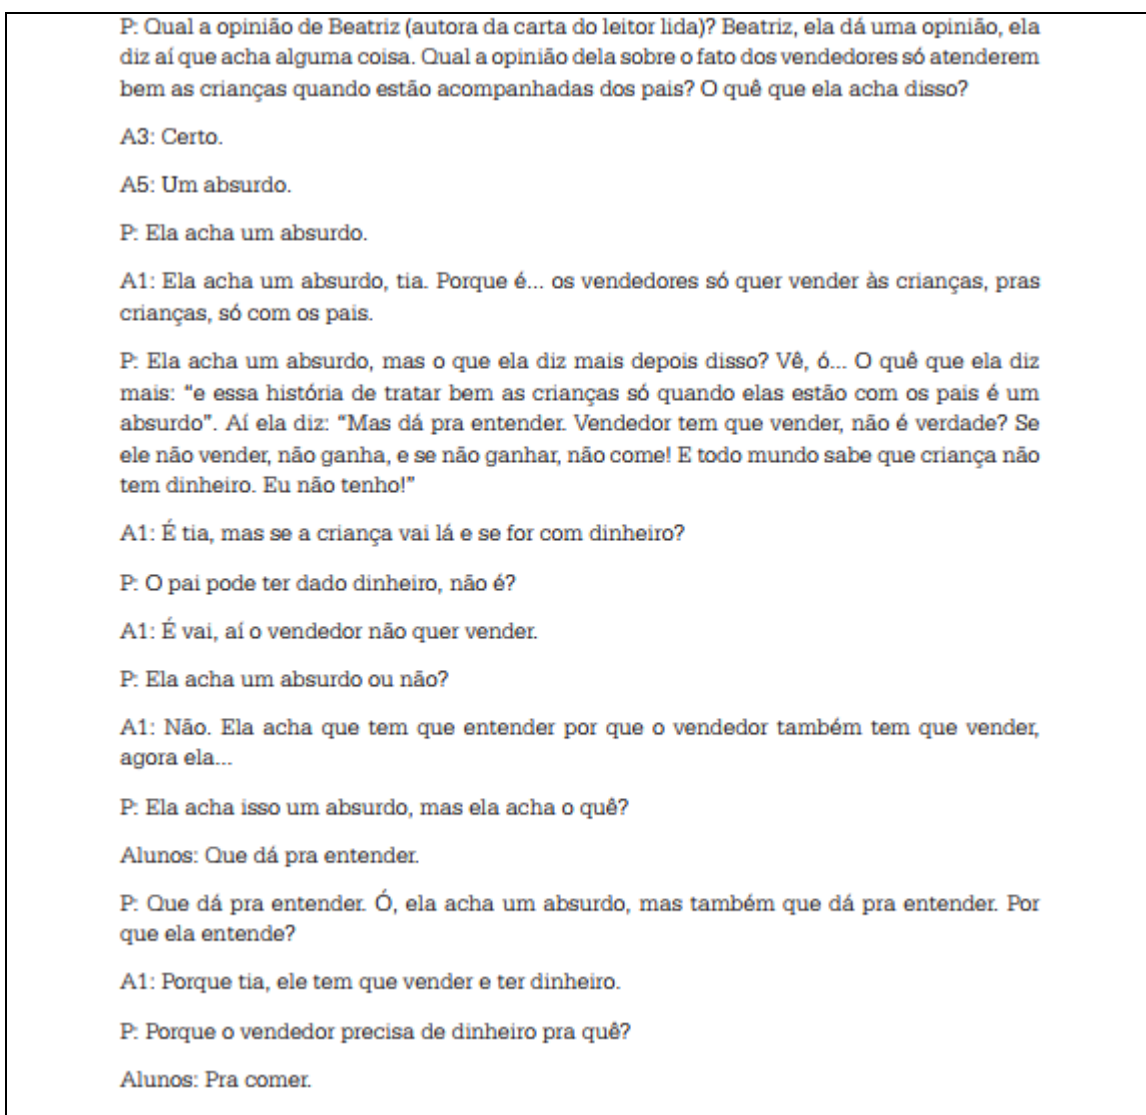 P: Qual a opinião de Beatriz (autora da carta do leitor lida)? Beatriz, ela dá uma opinião, ela
diz aí que acha alguma coisa. Qual a opinião dela sobre o fato dos vendedores só atenderem
bem as crianças quando estão acompanhadas dos pais? O quê que ela acha disso?
A3: Certo.
A5: Um absurdo.
P: Ela acha um absurdo.
A1: Ela acha um absurdo, tia. Porque é... os vendedores só quer vender às crianças, pras
crianças, só com os pais.
P: Ela acha um absurdo, mas o que ela diz mais depois disso? Vê, ó... O quê que ela diz
mais: “e essa história de tratar bem as crianças só quando elas estão com os pais é um
absurdo”. Aí ela diz: “Mas dá pra entender. Vendedor tem que vender, não é verdade? Se
ele não vender, não ganha, e se não ganhar, não come! E todo mundo sabe que criança não
tem dinheiro. Eu não tenho!”
A1: É tia, mas se a criança vai lá e se for com dinheiro?
P: O pai pode ter dado dinheiro, não é?
A1: É vai, aí o vendedor não quer vender.
P: Ela acha um absurdo ou não?
A1: Não. Ela acha que tem que entender por que o vendedor também tem que vender,
agora ela...
P: Ela acha isso um absurdo, mas ela acha o quê?
Alunos: Que dá pra entender.
P: Que dá pra entender. Ó, ela acha um absurdo, mas também que dá pra entender. Por
que ela entende?
A1: Porque tia, ele tem que vender e ter dinheiro.
P: Porque o vendedor precisa de dinheiro pra quê?
Alunos: Pra comer.